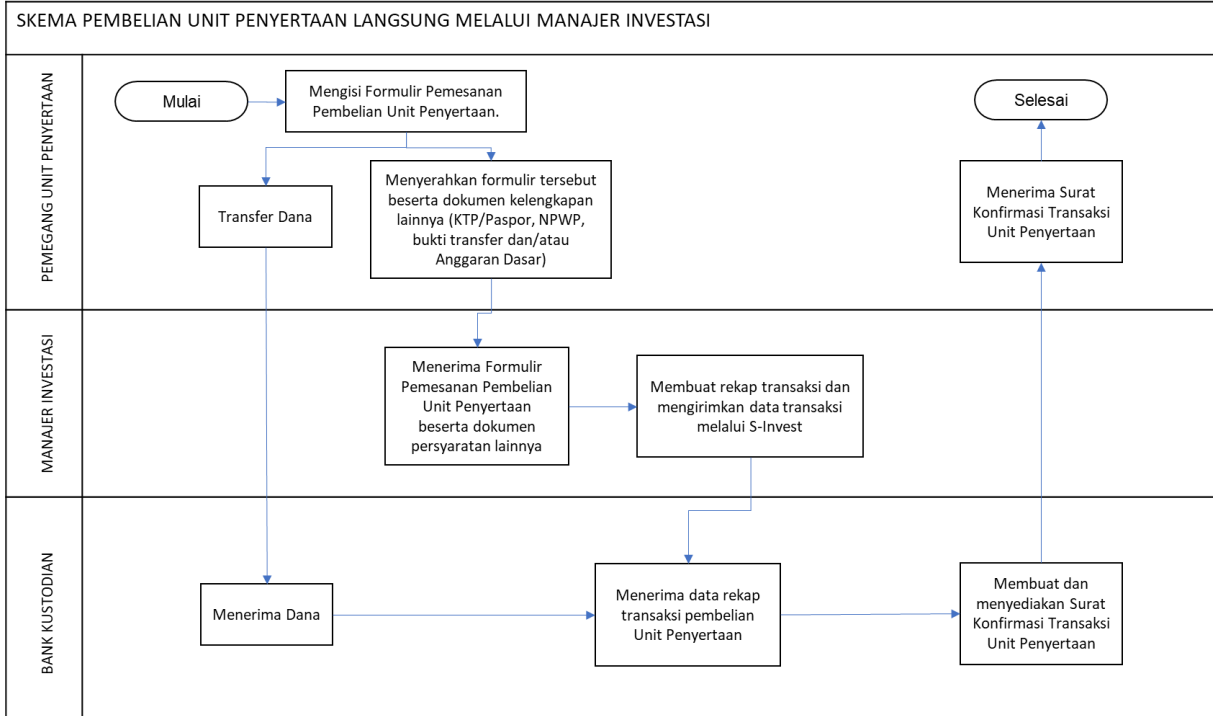 SKEMA PEMBELIAN UNIT PENYERTAAN LANGSUNG MELALUI MANAJER INVESTASI
PEMEGANG UNIT PENYERTAAN
Mulai
Mengisi Formulir Pemesanan
Pembelian Unit Penyertaan.
Selesai
Transfer Dana
Menyerahkan formulir tersebut
beserta dokumen kelengkapan
lainnya (KTP/Paspor, NPWP,
bukti transfer dan/atau
Anggaran Dasar)
Menerima Surat
Konfirmasi Transaksi
Unit Penyertaan
MANAJER INVESTASI
Menerima Formulir
Pemesanan Pembelian
Unit Penyertaan
beserta dokumen
persyaratan lainnya
Membuat rekap transaksi dan
mengirimkan data transaksi
melalui S-Invest
BANK KUSTODIAN
Menerima Dana
Menerima data rekap
transaksi pembelian
Unit Penyertaan
Membuat dan
menyediakan Surat
Konfirmasi Transaksi
Unit Penyertaan